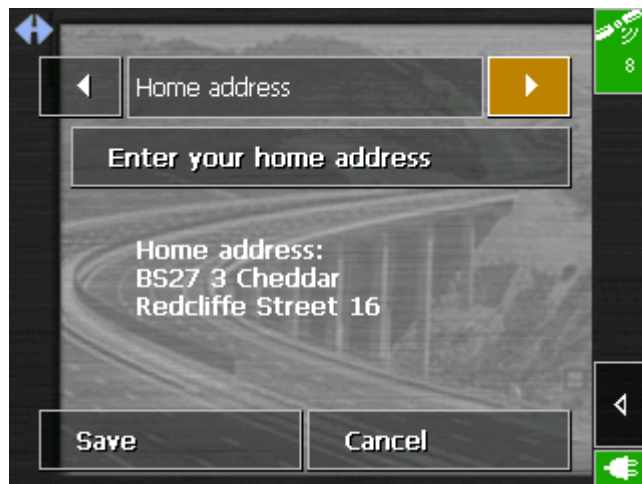 8
Home address
Enter your home address
Home address:
BS27 3 Cheddar
Redcliffe Street 16
Save
Cancel